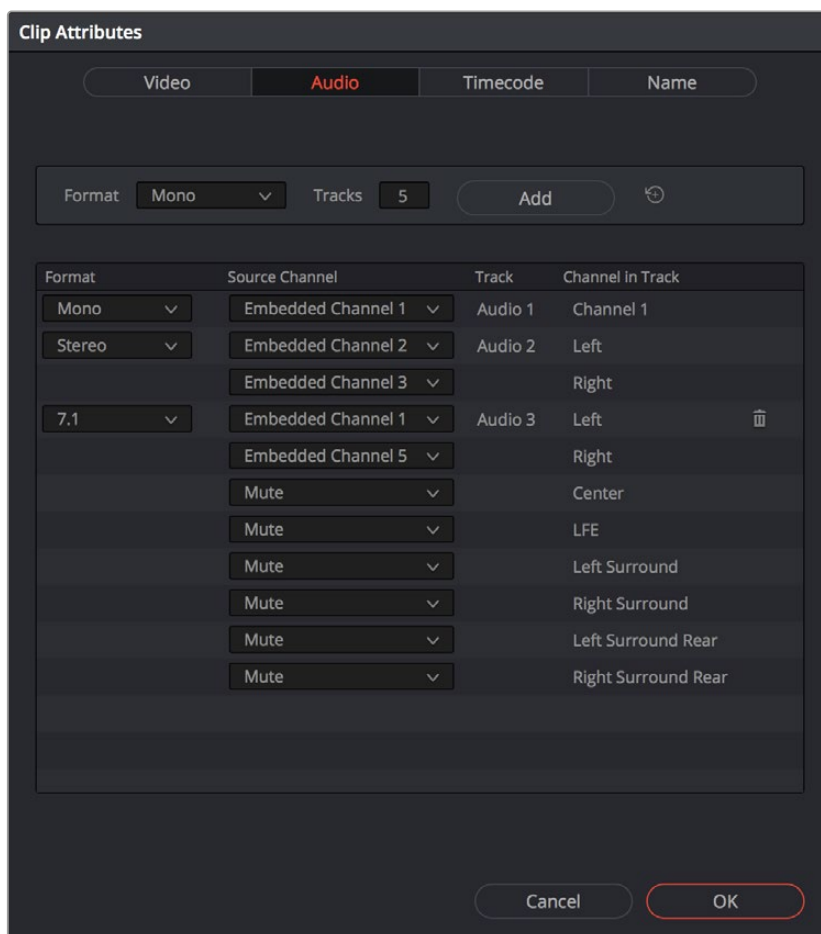 Clip Attributes
Video Audio Timecode Name
Format Mono Tracks 5 Add
Format Source Channel Track Channel in Track
Mono Embedded Channel 1 Audio 1 Channel 1
Stereo Embedded Channel 2 Audio 2 Left
Embedded Channel 3 Right
7.1 Embedded Channel 1 Audio 3 Left
Embedded Channel 5 Right
Mute Center
Mute LFE
Mute Left Surround
Mute Right Surround
Mute Left Surround Rear
Mute Right Surround Rear
Cancel OK